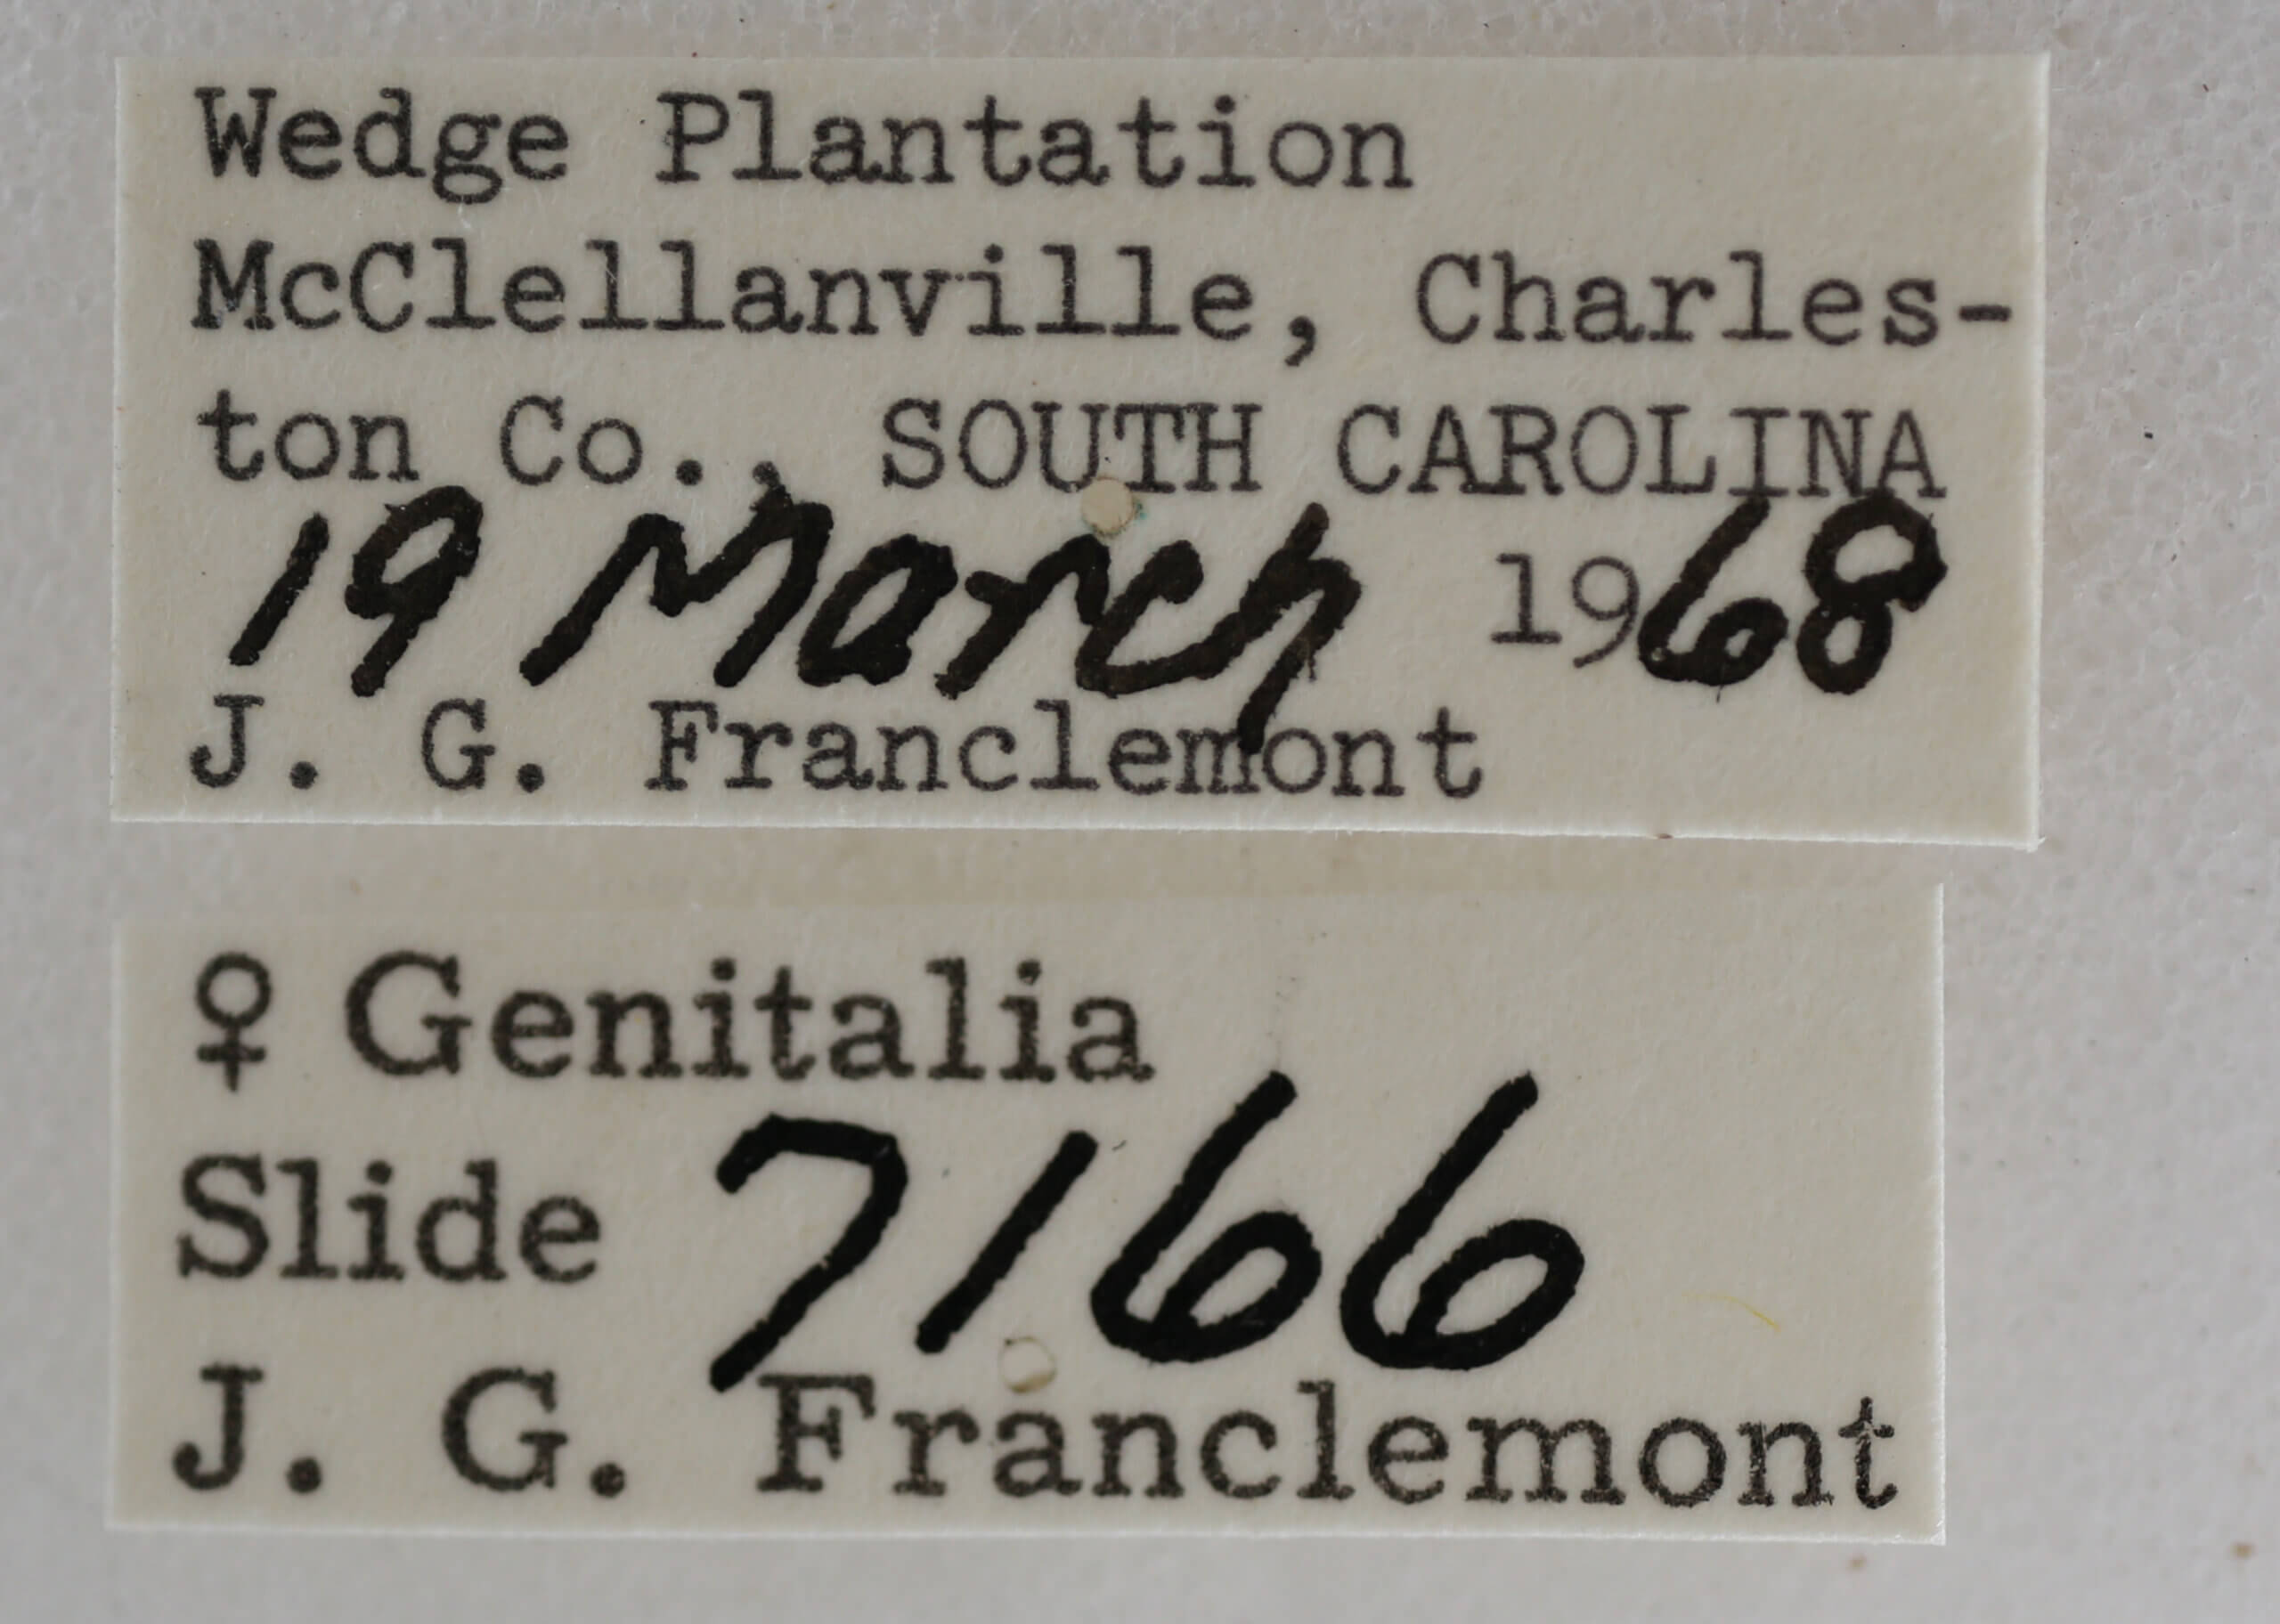 Wedge Plantation
McClellanville, Charles-
ton Co., SOUTH CAROLINA
19 March 1968
J. G. Franclemont
♀ Genitalia
Slide 7166
J. G. Franclemont